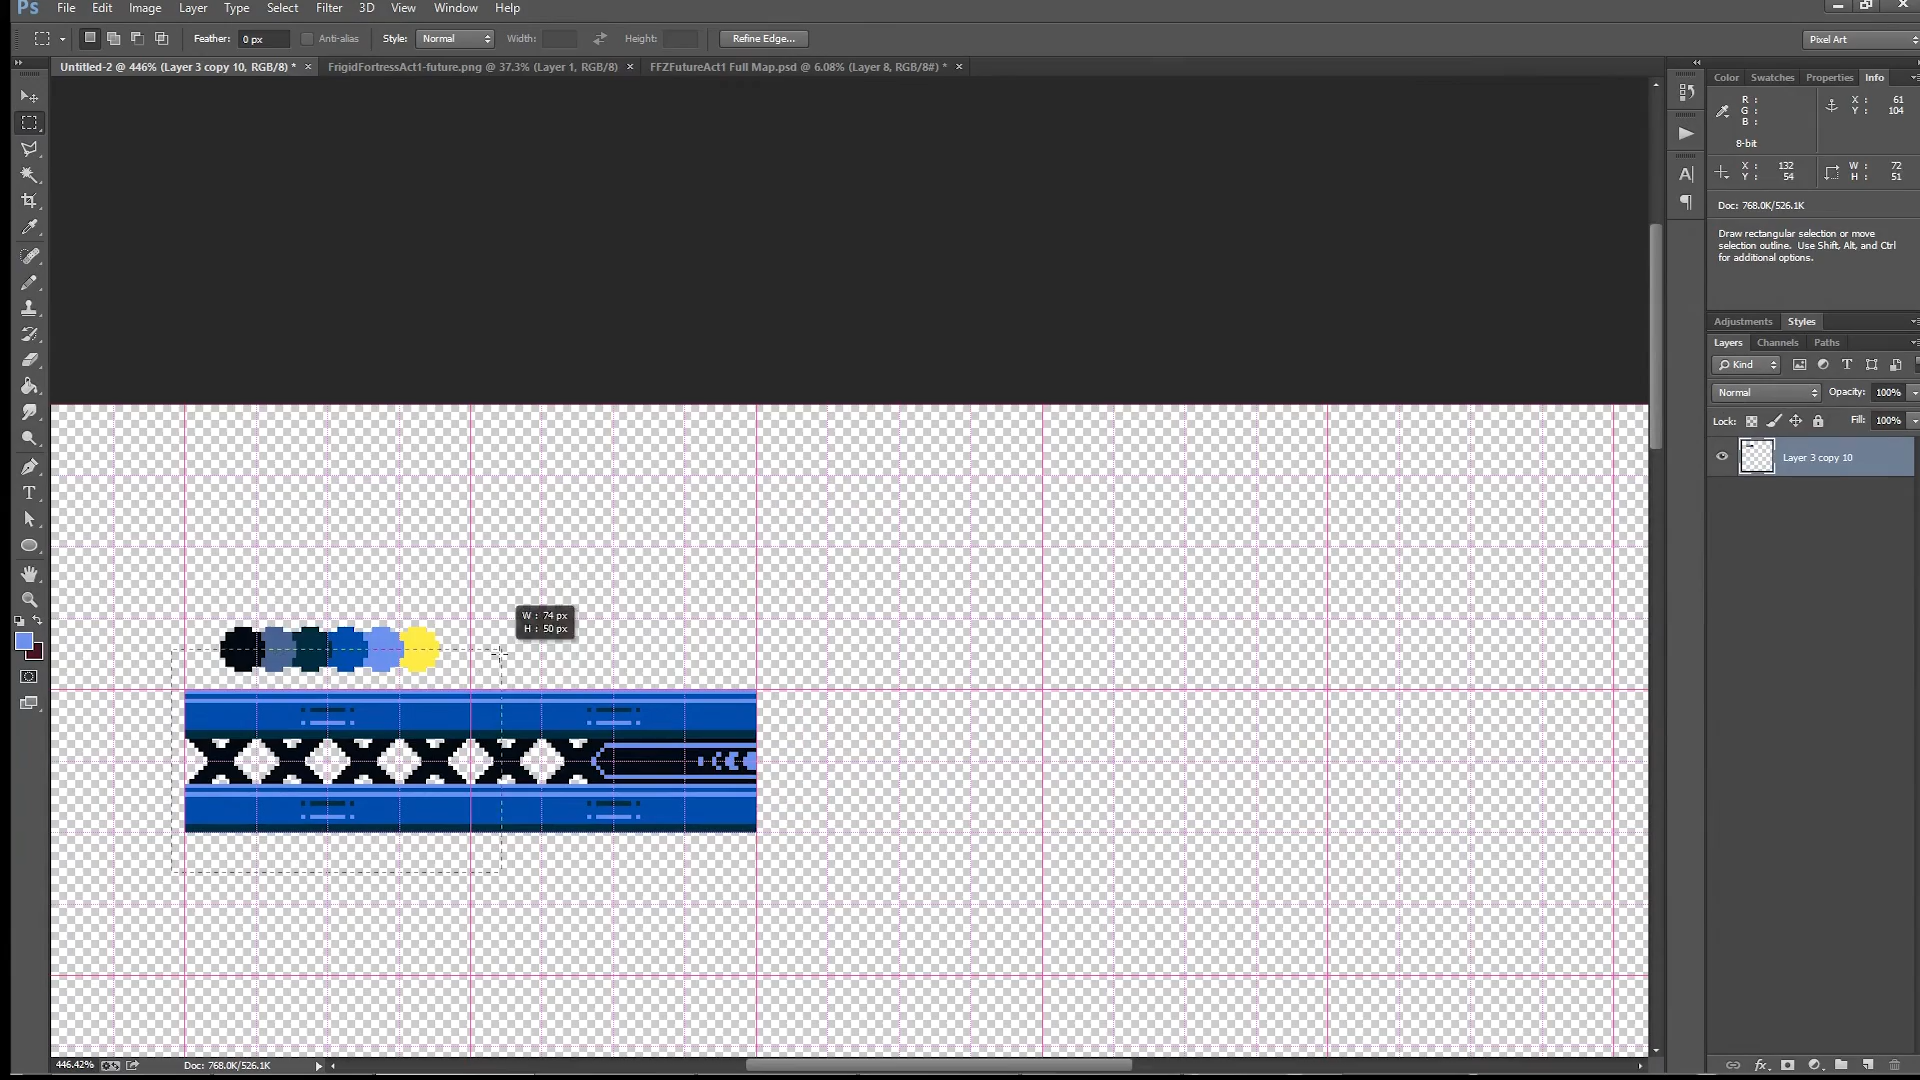 Ps File Edit Image Layer Type Select Filter 3D View Window Help
Feather: 0 px Anti-alias Style: Normal Width: Height: Refine Edge... Pixel Art
Untitled-2 @ 446% (Layer 3 copy 10, RGB/8) * × FrigidFortressAct1-future.png @ 37.3% (Layer 1, RGB/8) × FFZFutureAct1 Full Map.psd @ 6.08% (Layer 8, RGB/8#) * ×
Color Swatches Properties Info
R : X : 61
G : Y : 104
B :
8-bit
X : 132 W : 72
Y : 54 H : 51
Doc: 768.0K/526.1K
Draw rectangular selection or move
selection outline. Use Shift, Alt, and Ctrl
for additional options.
Adjustments Styles
Layers Channels Paths
Kind
Normal Opacity: 100%
Lock: Fill: 100%
Layer 3 copy 10
W : 74 px
H : 50 px
446.42% Doc: 768.0K/526.1K